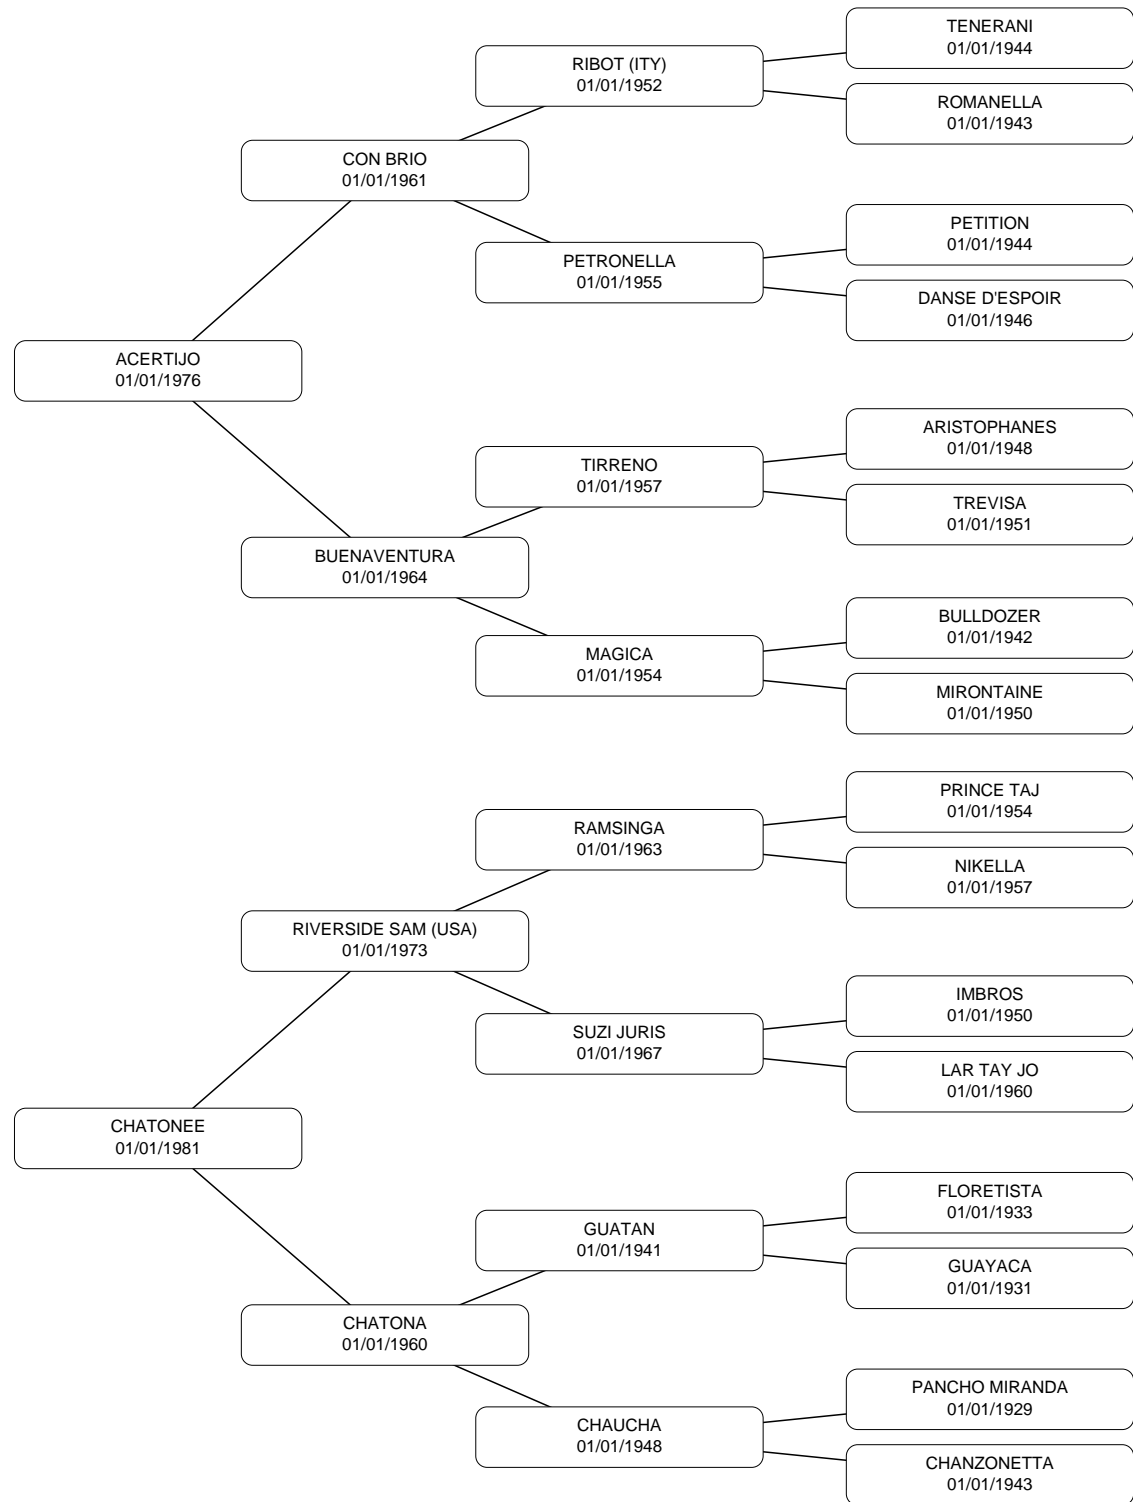 TENERANI
01/01/1944
RIBOT (ITY)
01/01/1952
ROMANELLA
01/01/1943
CON BRIO
01/01/1961
PETITION
01/01/1944
PETRONELLA
01/01/1955
DANSE D'ESPOIR
01/01/1946
ACERTIJO
01/01/1976
ARISTOPHANES
01/01/1948
TIRRENO
01/01/1957
TREVISA
01/01/1951
BUENAVENTURA
01/01/1964
BULLDOZER
01/01/1942
MAGICA
01/01/1954
MIRONTAINE
01/01/1950
PRINCE TAJ
01/01/1954
RAMSINGA
01/01/1963
NIKELLA
01/01/1957
RIVERSIDE SAM (USA)
01/01/1973
IMBROS
01/01/1950
SUZI JURIS
01/01/1967
LAR TAY JO
01/01/1960
CHATONEE
01/01/1981
FLORETISTA
01/01/1933
GUATAN
01/01/1941
GUAYACA
01/01/1931
CHATONA
01/01/1960
PANCHO MIRANDA
01/01/1929
CHAUCHA
01/01/1948
CHANZONETTA
01/01/1943